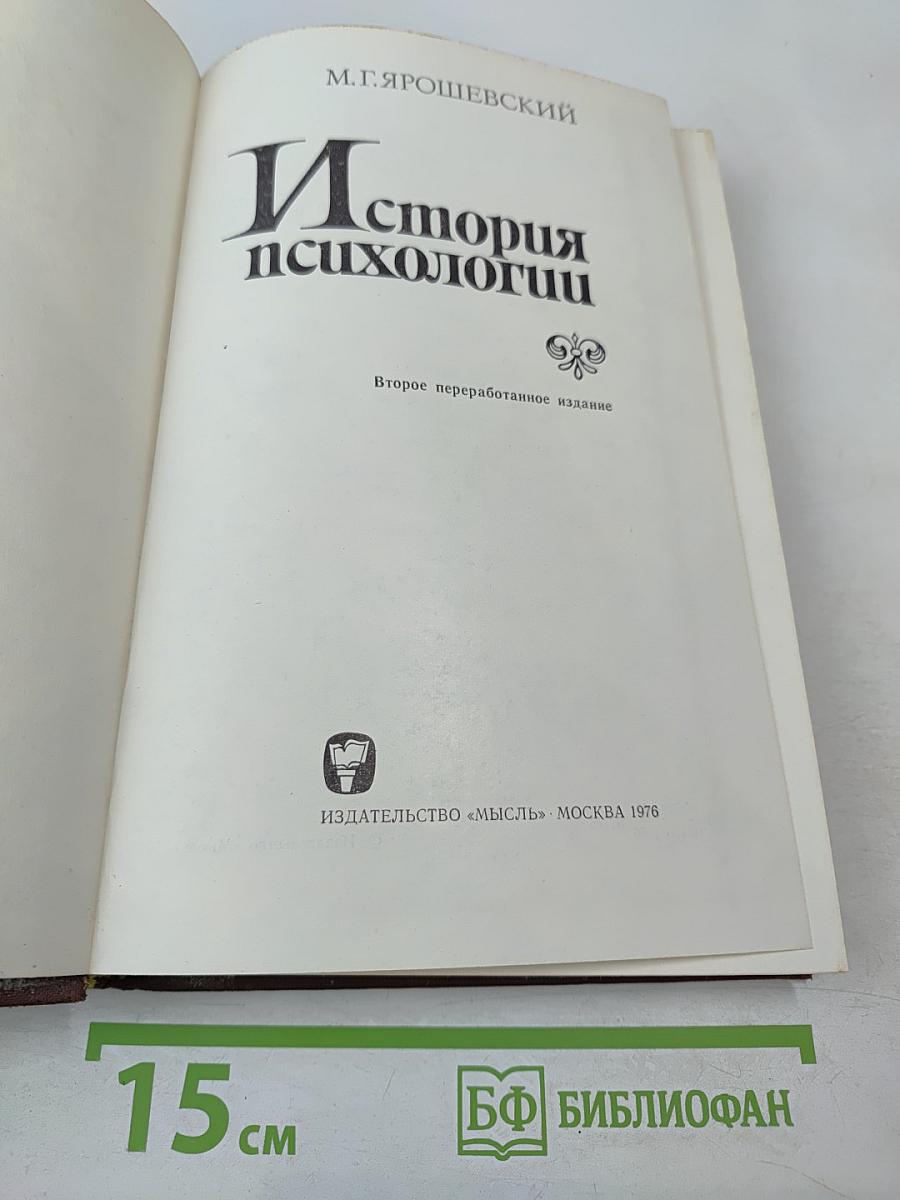 М. Г. ЯРОШЕВСКИЙ
История
психологии
Второе переработанное издание
ИЗДАТЕЛЬСТВО «МЫСЛЬ» · МОСКВА 1976
15 см
БФ БИБЛИОФАН